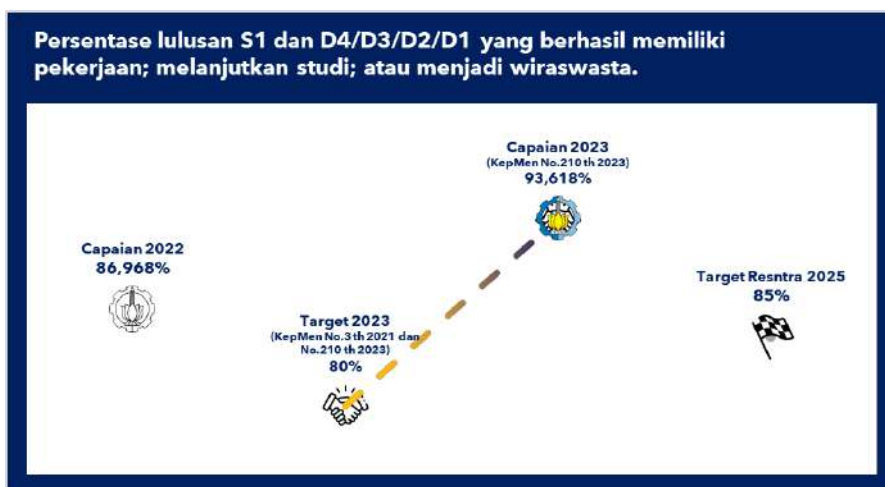 Persentase lulusan S1 dan D4/D3/D2/D1 yang berhasil memiliki
pekerjaan; melanjutkan studi; atau menjadi wiraswasta.
Capaian 2022
86,968%
Target 2023
(KepMen No.3 th 2021 dan
No.210 th 2023)
80%
Capaian 2023
(KepMen No.210 th 2023)
93,618%
Target Resntra 2025
85%